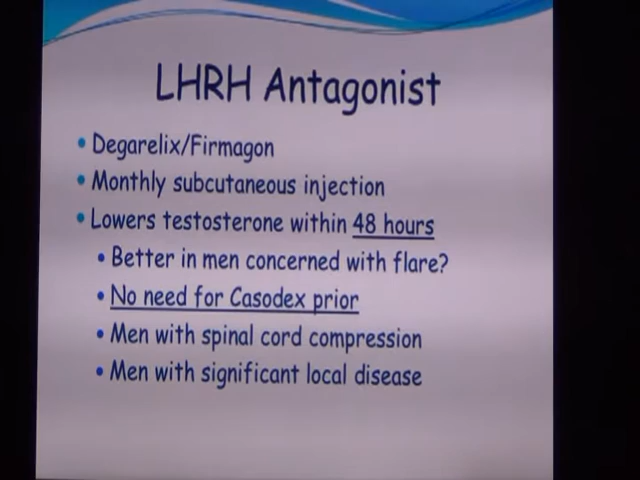 LHRH Antagonist
• Degarelix/Firmagon
• Monthly subcutaneous injection
• Lowers testosterone within 48 hours
• Better in men concerned with flare?
• No need for Casodex prior
• Men with spinal cord compression
• Men with significant local disease